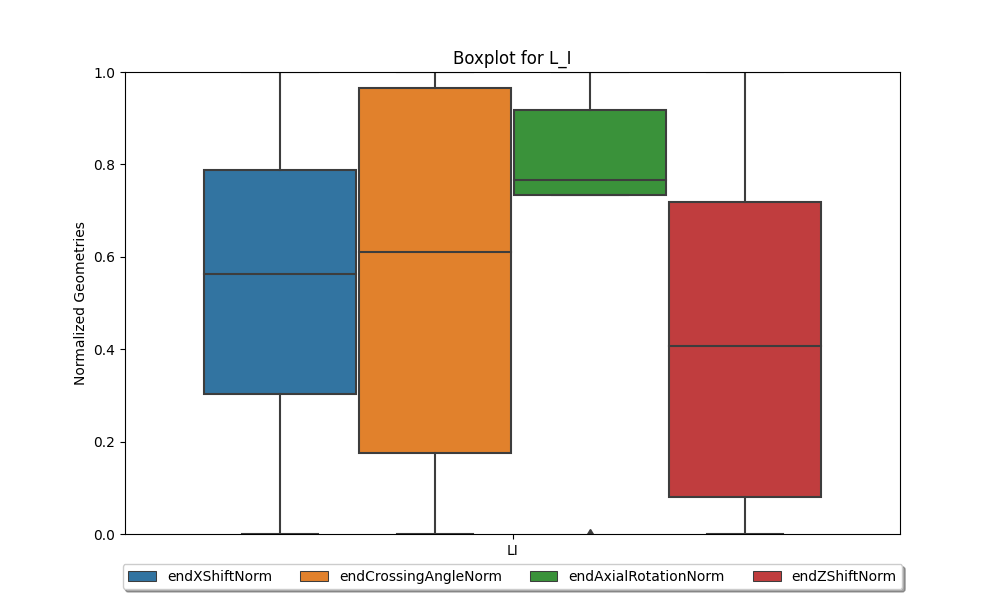 Boxplot for L_I
1.0
0.8
0.6
0.4
0.2
0.0
Normalized Geometries
LI
endXShiftNorm endCrossingAngleNorm endAxialRotationNorm endZShiftNorm